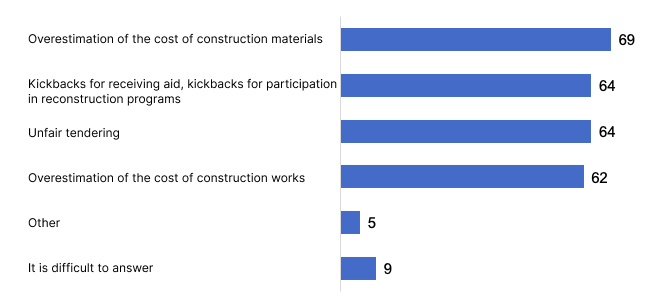 Overestimation of the cost of construction materials 69
Kickbacks for receiving aid, kickbacks for participation
in reconstruction programs 64
Unfair tendering 64
Overestimation of the cost of construction works 62
Other 5
It is difficult to answer 9